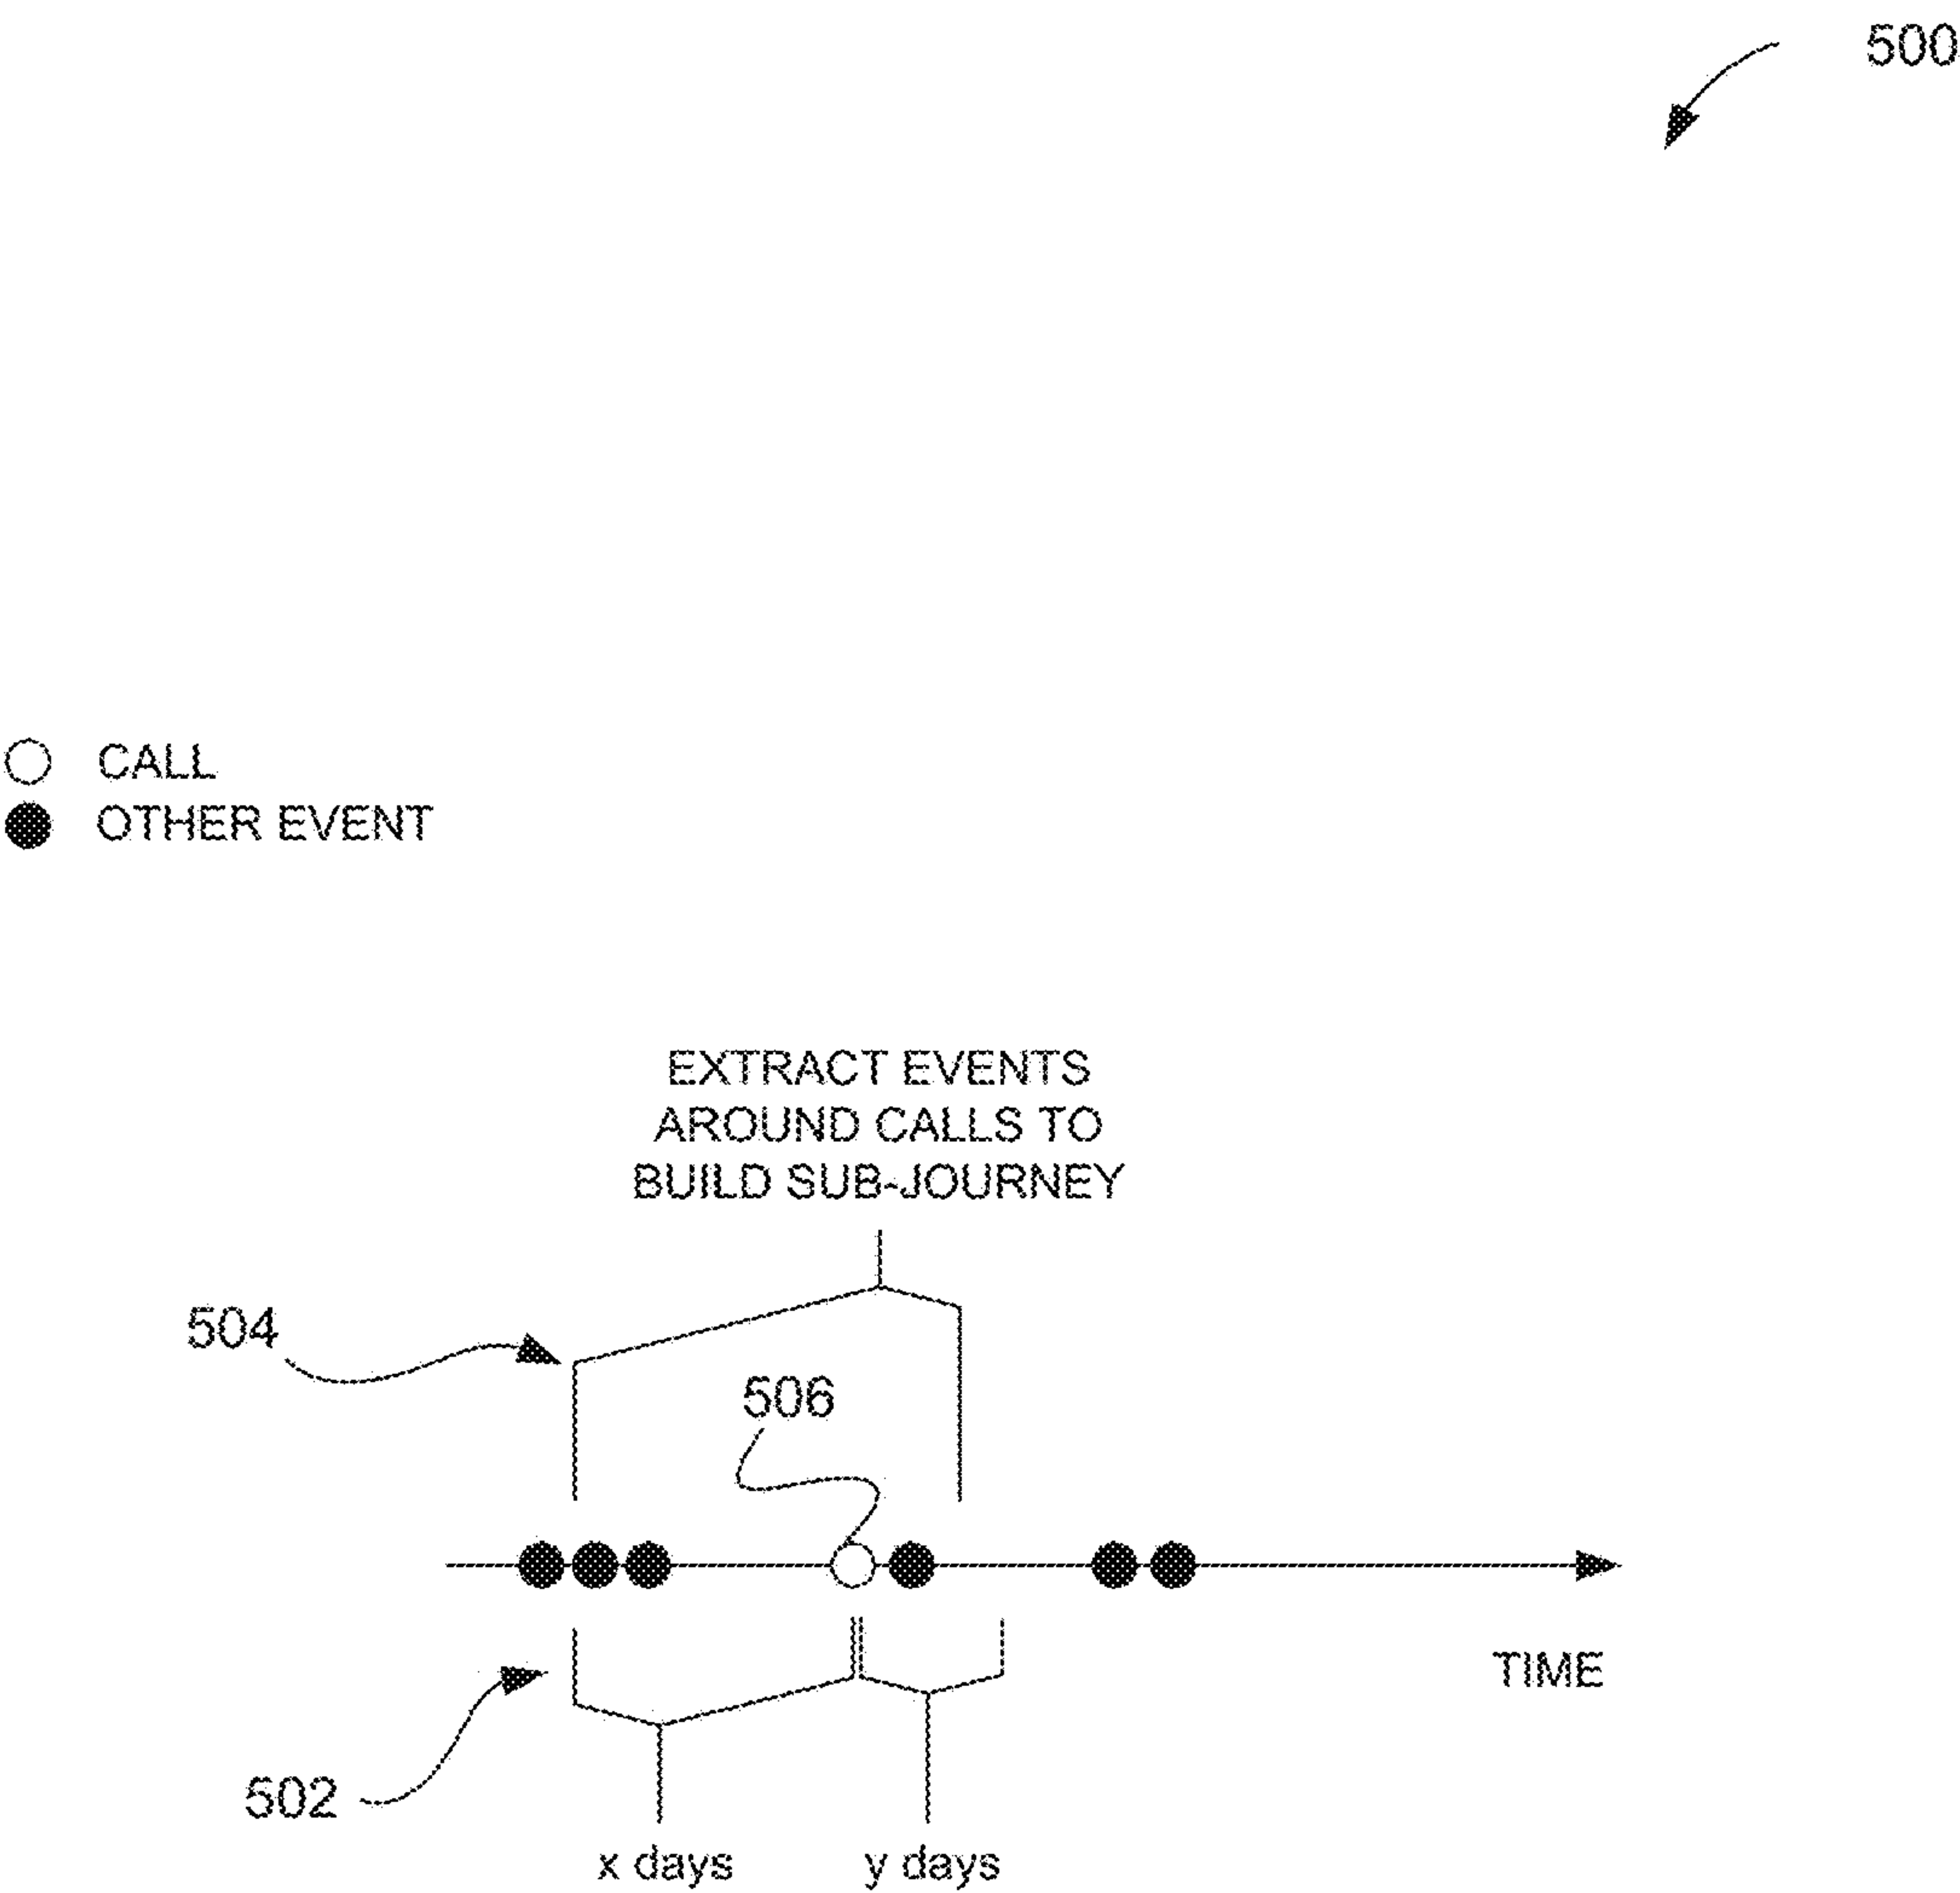 500
CALL
OTHER EVENT
EXTRACT EVENTS
AROUND CALLS TO
BUILD SUB-JOURNEY
504
506
TIME
502
x days
y days